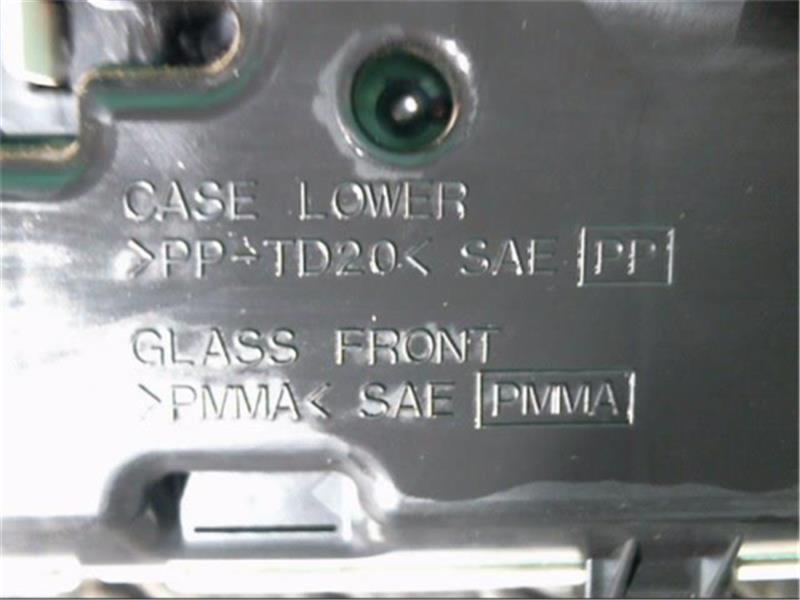 CASE LOWER
>PP-TD20< SAE PP
GLASS FRONT
>PMMA< SAE PMMA